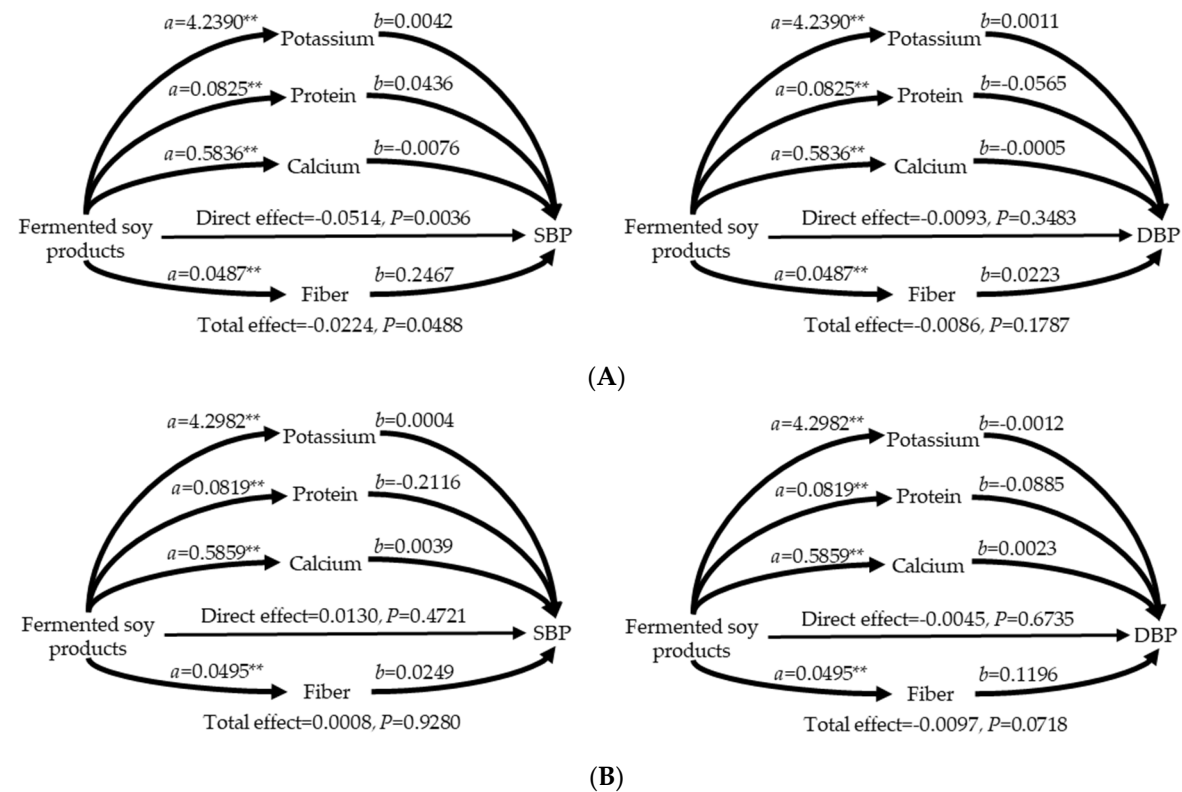 a=4.2390**
b=0.0042
Potassium
a=0.0825**
b=0.0436
Protein
a=0.5836**
b=-0.0076
Calcium
Direct effect=-0.0514, P=0.0036
Fermented soy
products
SBP
a=0.0487**
b=0.2467
Fiber
Total effect=-0.0224, P=0.0488
a=4.2390**
b=0.0011
Potassium
a=0.0825**
b=-0.0565
Protein
a=0.5836**
b=-0.0005
Calcium
Direct effect=-0.0093, P=0.3483
Fermented soy
products
DBP
a=0.0487**
b=0.0223
Fiber
Total effect=-0.0086, P=0.1787
(A)
a=4.2982**
b=0.0004
Potassium
a=0.0819**
b=-0.2116
Protein
a=0.5859**
b=0.0039
Calcium
Direct effect=0.0130, P=0.4721
Fermented soy
products
SBP
a=0.0495**
b=0.0249
Fiber
Total effect=0.0008, P=0.9280
a=4.2982**
b=-0.0012
Potassium
a=0.0819**
b=-0.0885
Protein
a=0.5859**
b=0.0023
Calcium
Direct effect=-0.0045, P=0.6735
Fermented soy
products
DBP
a=0.0495**
b=0.1196
Fiber
Total effect=-0.0097, P=0.0718
(B)